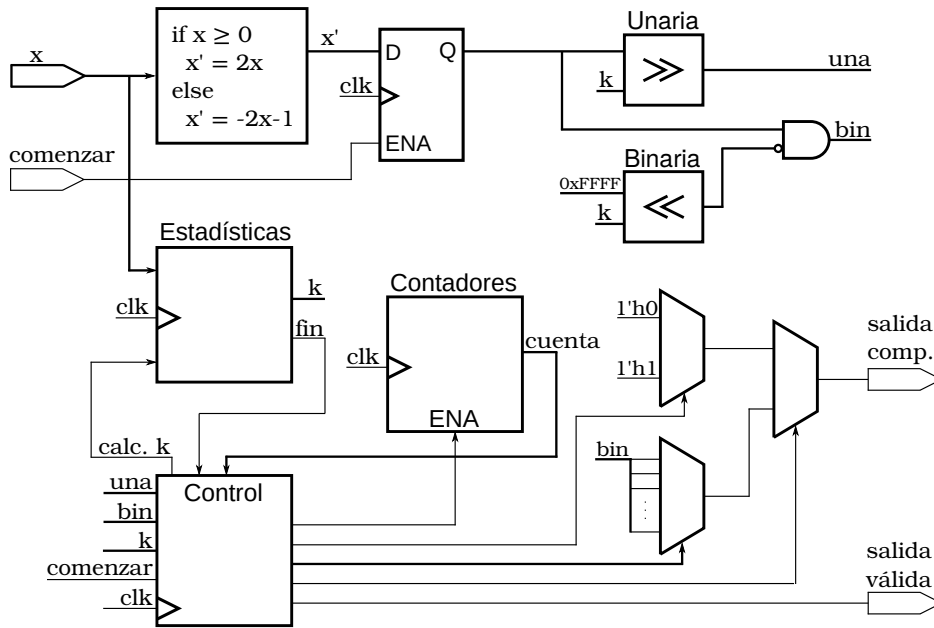 x
if x ≥ 0
x' = 2x
else
x' = -2x-1
x'
D
Q
clk
ENA
Unaria
k
una
comenzar
Binaria
0xFFFF
k
bin
Estadísticas
clk
k
fin
calc. k
Contadores
clk
cuenta
ENA
1'h0
1'h1
bin
salida
comp.
Control
una
bin
k
comenzar
clk
salida
válida